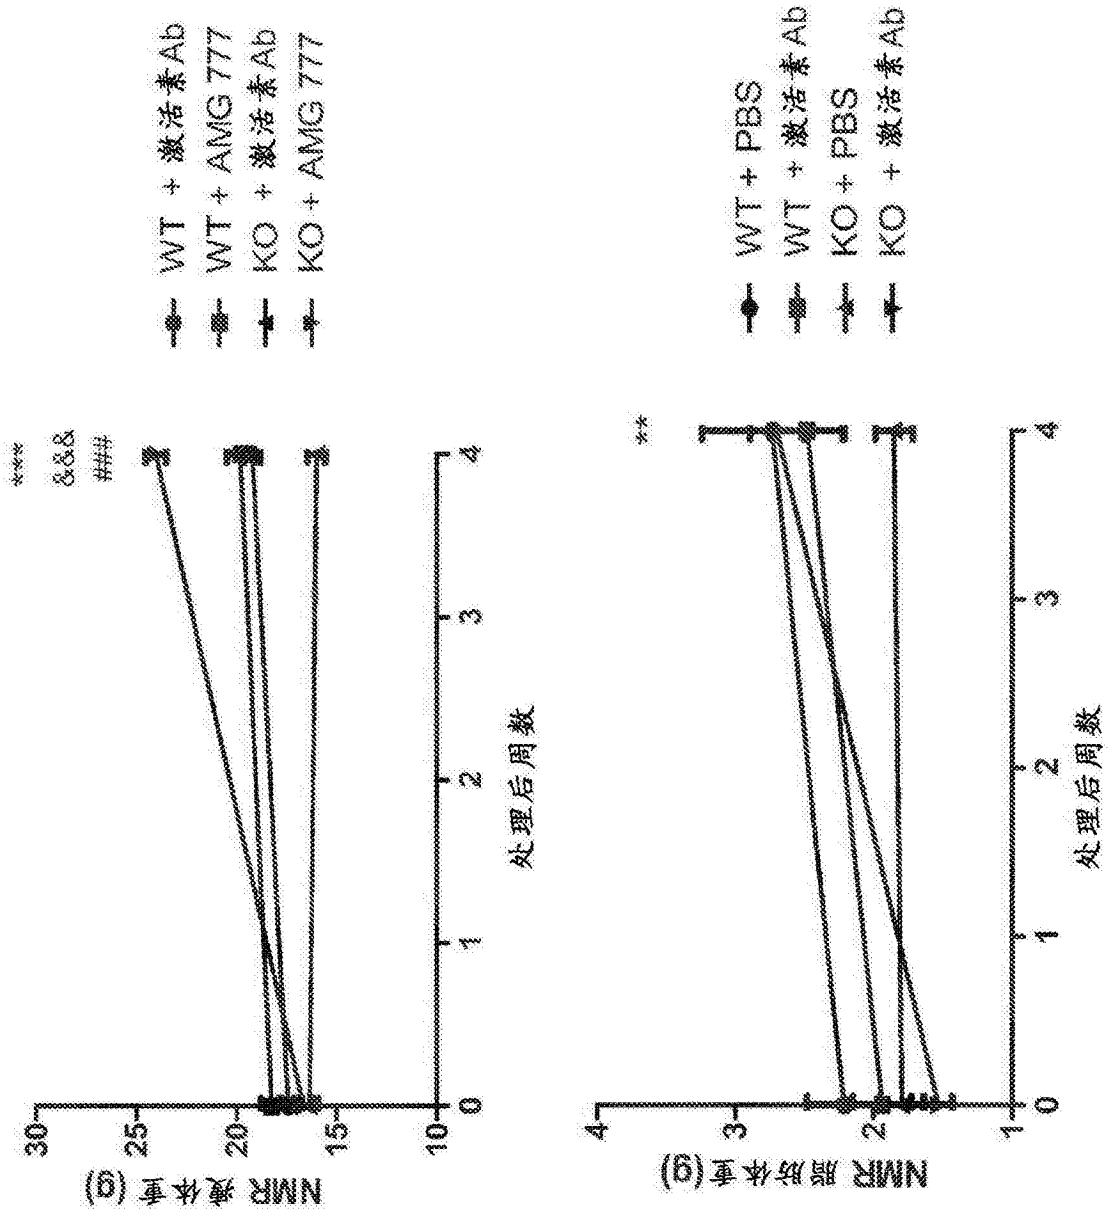 NMR 瘦体重 (g)
30
25
20
15
10
0
1
2
3
4
处理后周数
***
&&&
###
WT + 激活素Ab
WT + AMG 777
KO + 激活素Ab
KO + AMG 777
NMR 脂肪体重(g)
4
3
2
1
0
1
2
3
4
处理后周数
**
WT + PBS
WT + 激活素Ab
KO + PBS
KO + 激活素Ab